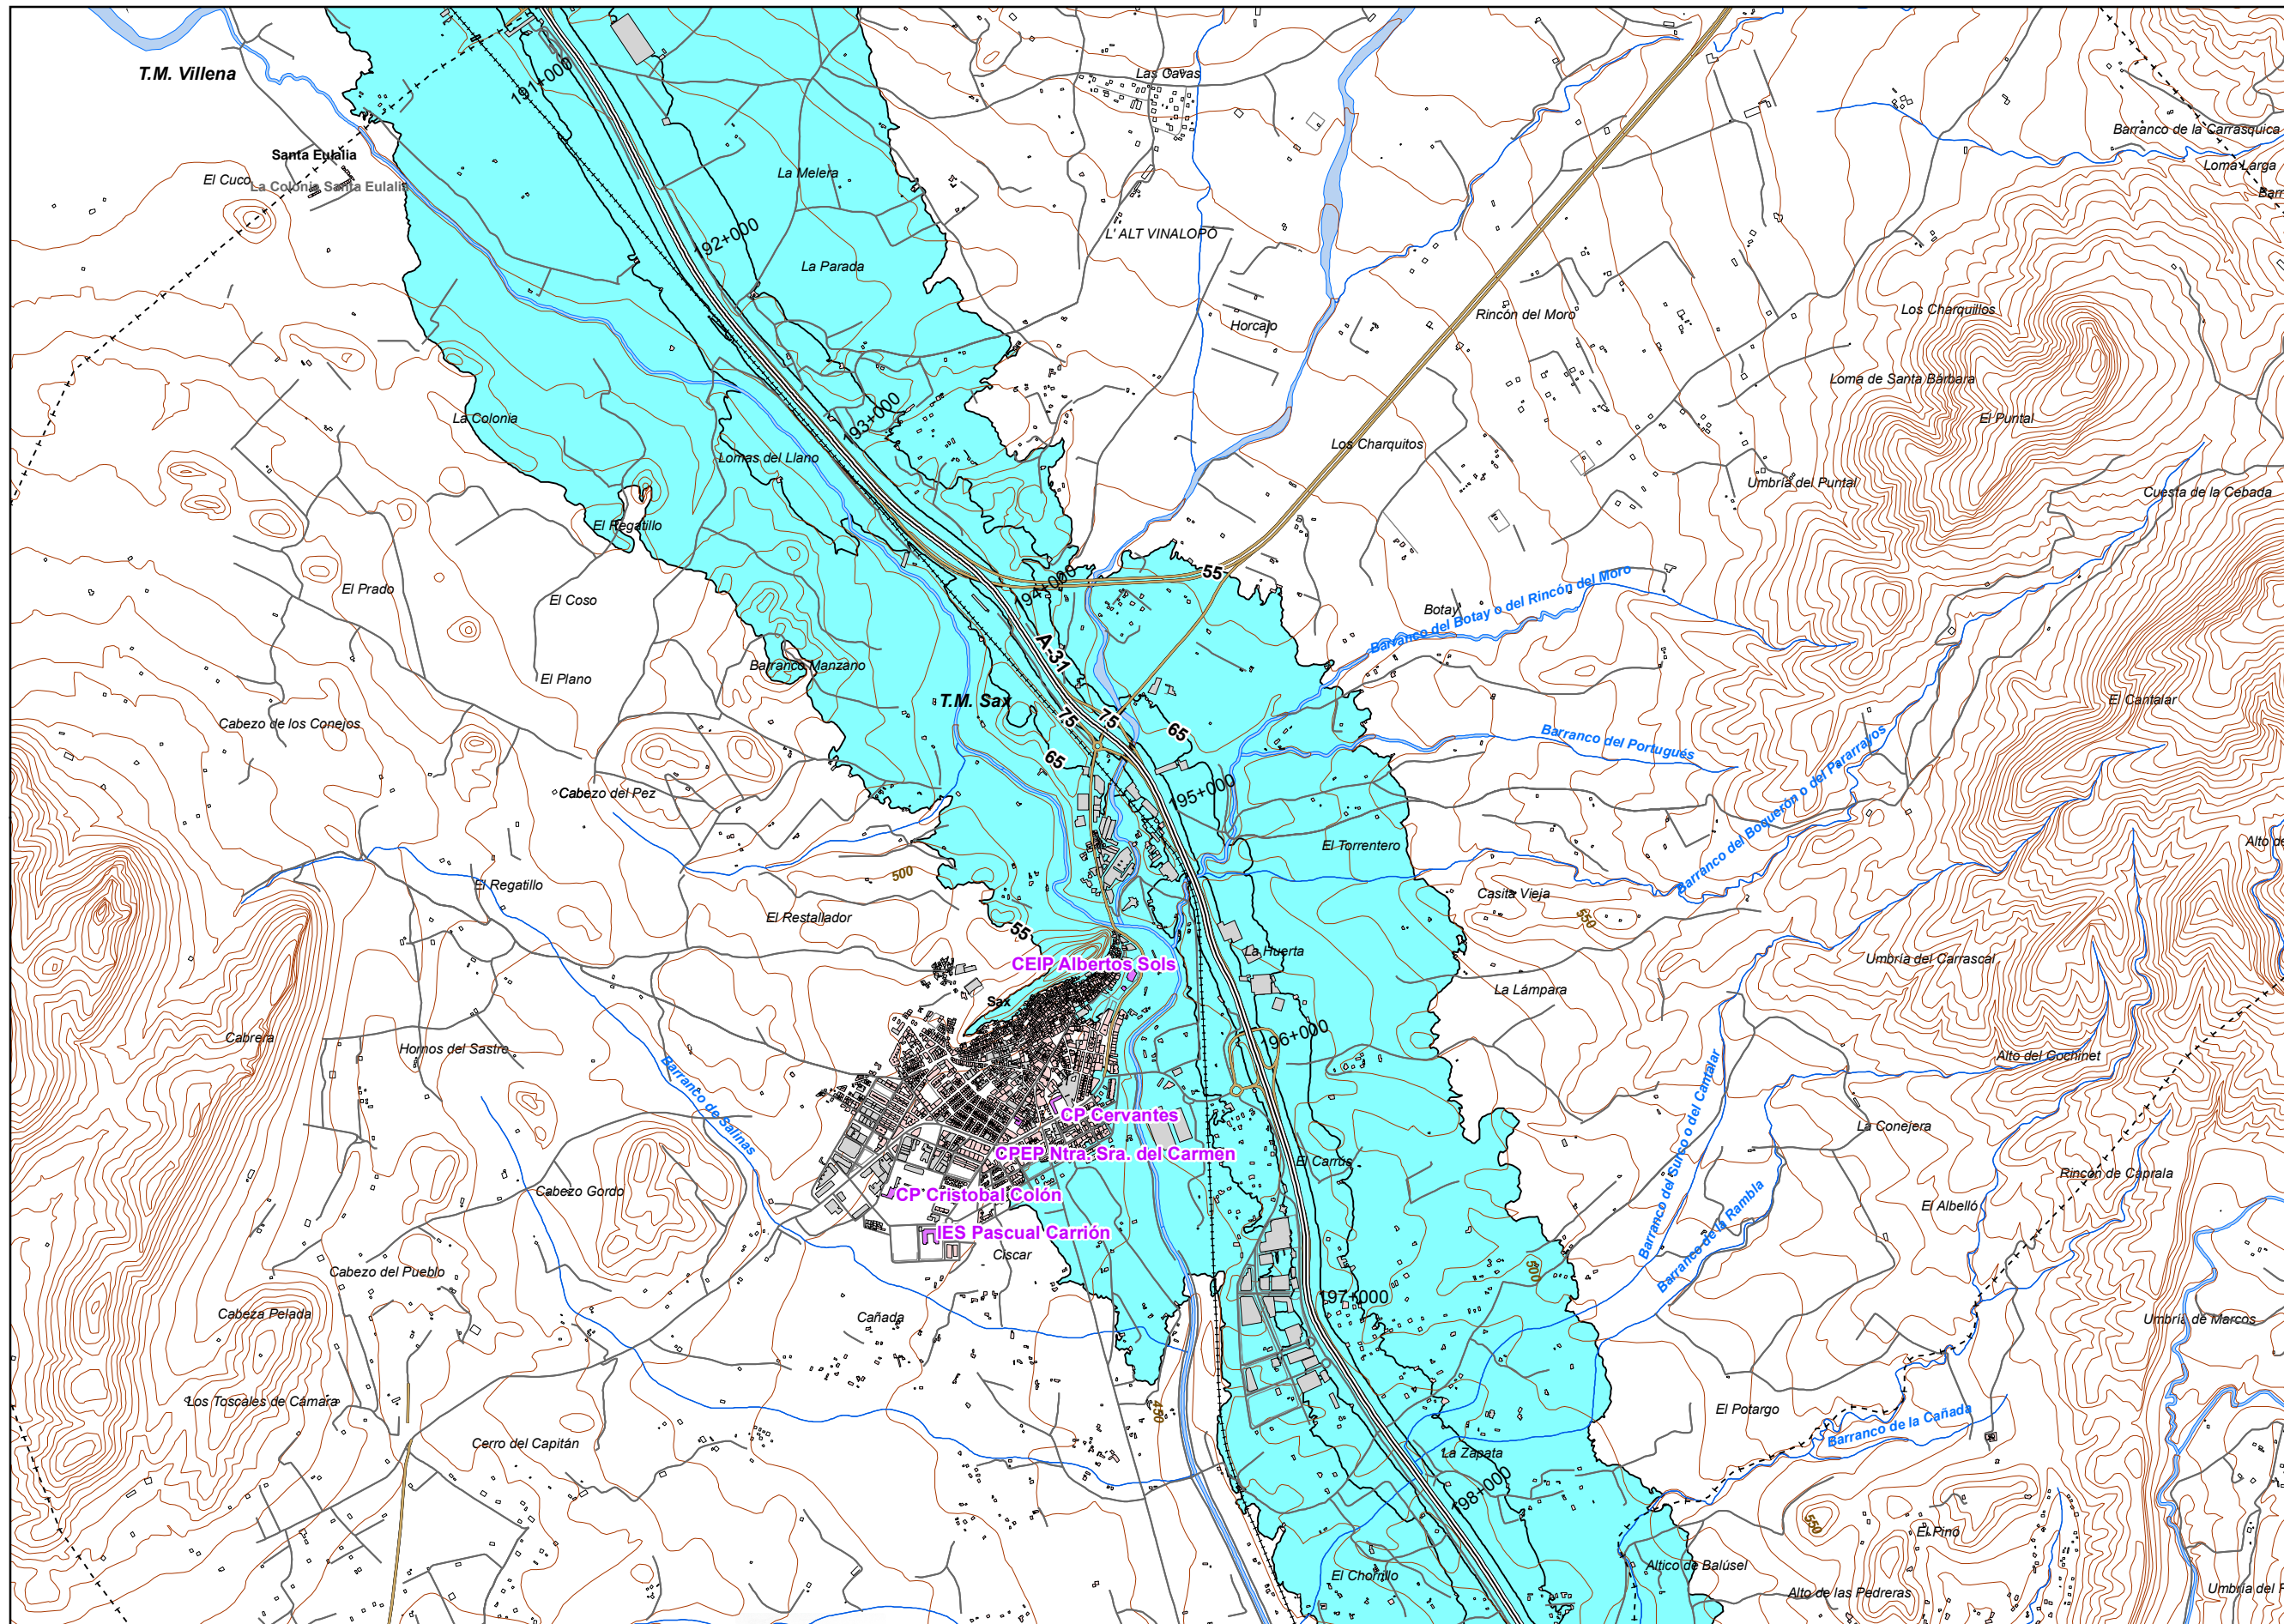 T.M. Villena
191+000
Las Cavas
Barranco de la Carrasquica
Santa Eulalia
El Cuco
La Colonia Santa Eulalia
La Melera
Loma Larga
Barr
192+000
L' ALT VINALOPÓ
La Parada
Horcajo
Rincón del Moro
Los Charquillos
Loma de Santa Bárbara
La Colonia
193+000
El Puntal
Los Charquitos
Lomas del Llano
Umbría del Puntal
Cuesta de la Cebada
El Regatillo
55
El Prado
El Coso
194+000
Botay
Barranco del Botay o del Rincón del Moro
A-31
Barranco Manzano
El Plano
T.M. Sax
El Cantalar
Cabezo de los Conejos
75
75
65
65
Barranco del Portugués
Barranco del Boquerón o del Pararrayos
Cabezo del Pez
195+000
El Torrentero
Alto de
500
El Regatillo
Casita Vieja
El Restallador
550
55
La Huerta
CEIP Albertos Sols
Umbría del Carrascal
La Lámpara
Sax
Cabrera
Hornos del Sastre
196+000
Alto del Cochinet
Barranco de Salinas
Barranco del Surco o del Cantalar
CP Cervantes
La Conejera
CPEP Ntra. Sra. del Carmen
El Carrús
Rincón de Caprala
Cabezo Gordo
CP Cristobal Colón
El Albelló
Barranco de la Rambla
IES Pascual Carrión
Ciscar
Cabezo del Pueblo
500
197+000
Cabeza Pelada
Cañada
Umbría de Marcos
Los Toscales de Cámara
450
El Potargo
Barranco de la Cañada
Cerro del Capitán
La Zapata
198+000
550
El Pino
El Chorrillo
Altico de Balúsel
Alto de las Pedreras
Umbría del F